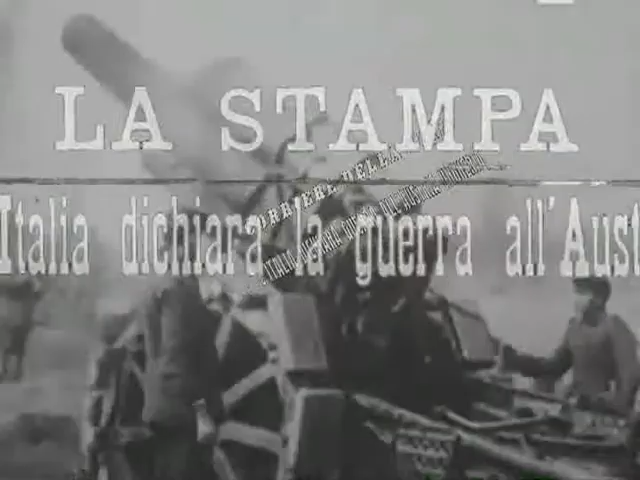 LA STAMPA
CORRIERE DELLA
Italia dichiara la guerra all'Aust